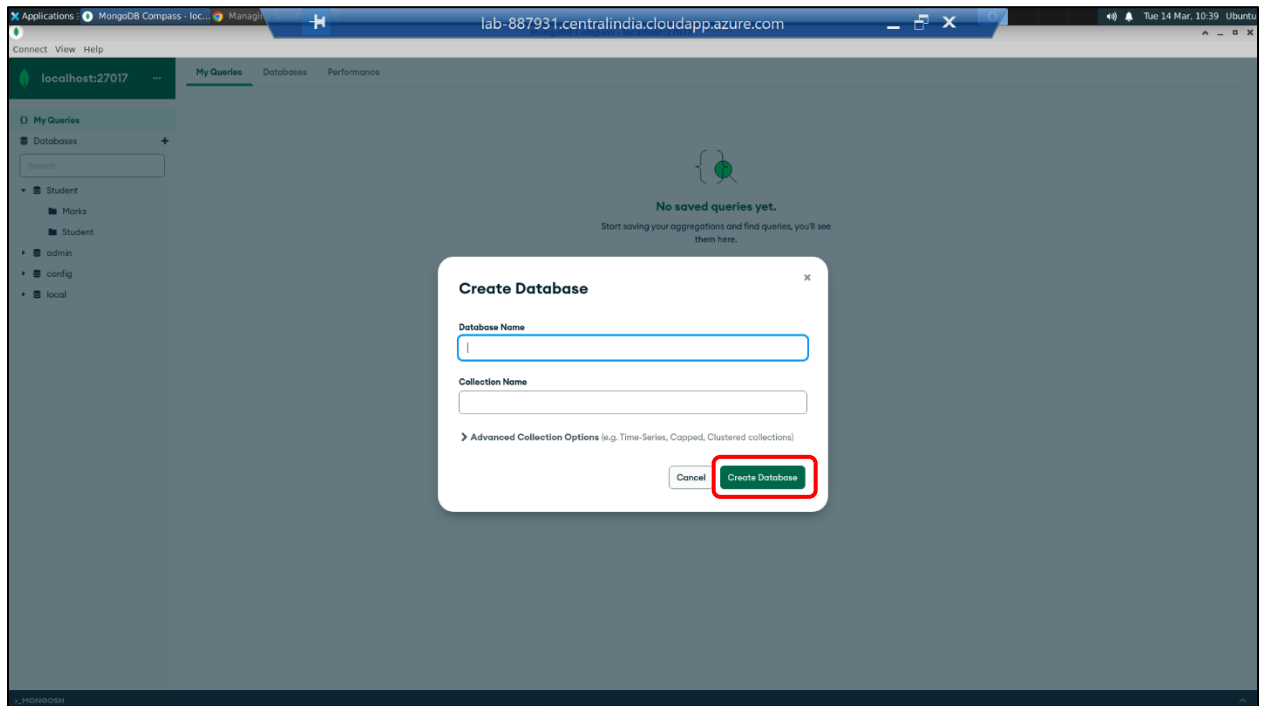 Applications MongoDB Compass - loc... Managin
lab-887931.centralindia.cloudapp.azure.com
Tue 14 Mar, 10:39 Ubuntu
Connect View Help
localhost:27017 ...
My Queries Databases Performance
{} My Queries
Databases +
Search
Student
Marks
Student
admin
config
local
No saved queries yet.
Start saving your aggregations and find queries, you'll see
them here.
Create Database
Database Name
Collection Name
Advanced Collection Options (e.g. Time-Series, Capped, Clustered collections)
Cancel Create Database
>_MONGOSH